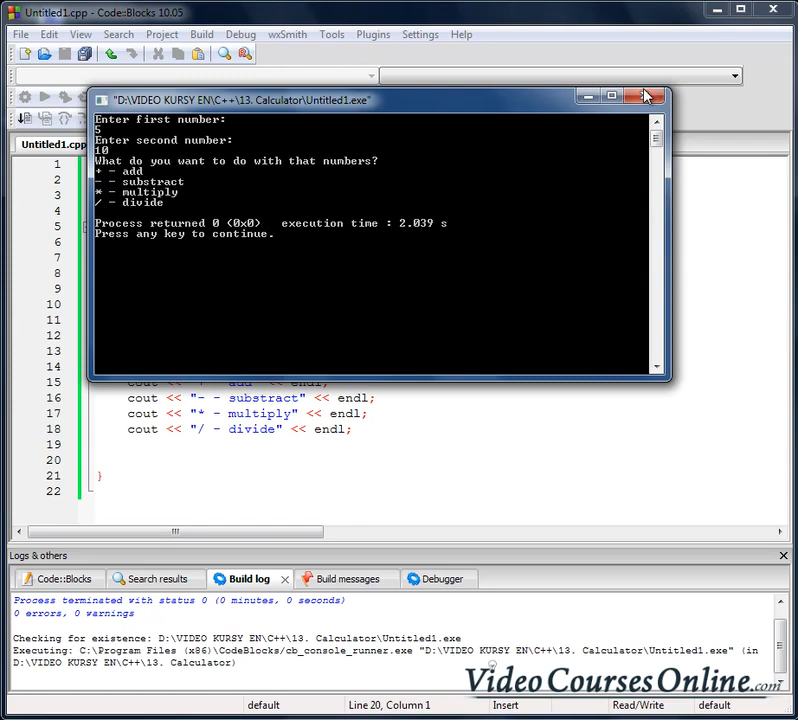 Untitled1.cpp - Code::Blocks 10.05
File Edit View Search Project Build Debug wxSmith Tools Plugins Settings Help
"D:\VIDEO KURSY EN\C++\13. Calculator\Untitled1.exe"
Enter first number:
5
Enter second number:
10
What do you want to do with that numbers?
+ - add
- - substract
* - multiply
/ - divide
Process returned 0 (0x0)   execution time : 2.039 s
Press any key to continue.
Untitled1.cpp
1
2
3
4
5
6
7
8
9
10
11
12
13
14
15 cout << "+ - add" << endl;
16 cout << "- - substract" << endl;
17 cout << "* - multiply" << endl;
18 cout << "/ - divide" << endl;
19
20
21 }
22
Logs & others
Code::Blocks Search results Build log Build messages Debugger
Process terminated with status 0 (0 minutes, 0 seconds)
0 errors, 0 warnings
Checking for existence: D:\VIDEO KURSY EN\C++\13. Calculator\Untitled1.exe
Executing: C:\Program Files (x86)\CodeBlocks/cb_console_runner.exe "D:\VIDEO KURSY EN\C++\13. Calculator\Untitled1.exe" (in
D:\VIDEO KURSY EN\C++\13. Calculator)
VideoCoursesOnline.com
default Line 20, Column 1 Insert Read/Write default